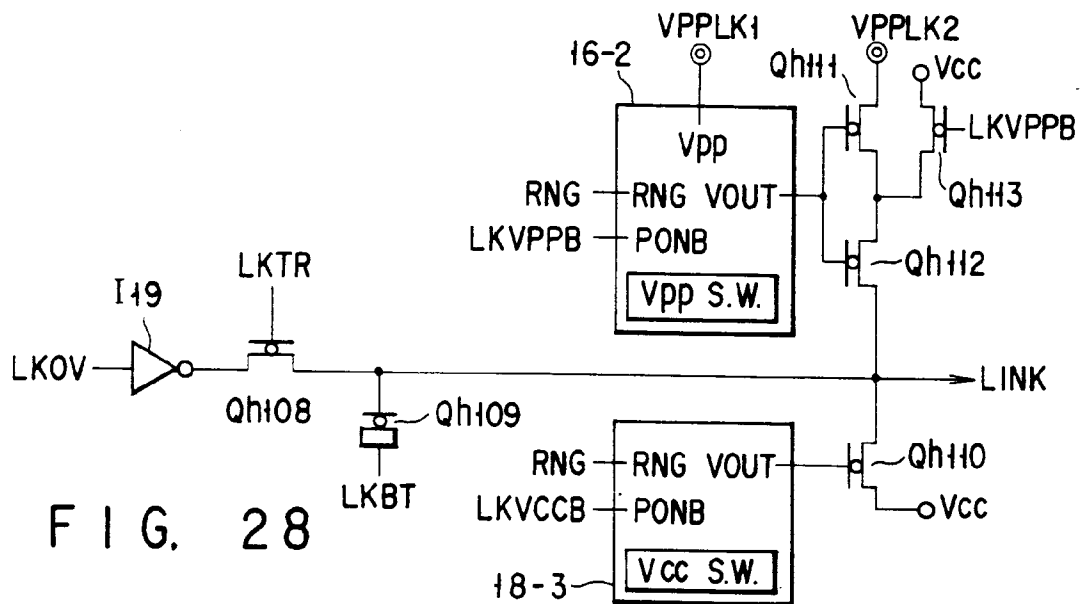 VPPLK1
VPPLK2
16-2
Qh111
Vcc
Vpp
LKVPPB
RNG
RNG VOUT
Qh113
LKVPPB
PONB
Qh112
LKTR
Vpp S.W.
I19
LKOV
LINK
Qh108
Qh109
RNG
RNG VOUT
Qh110
LKBT
LKVCCB
PONB
Vcc
FIG. 28
Vcc S.W.
18-3